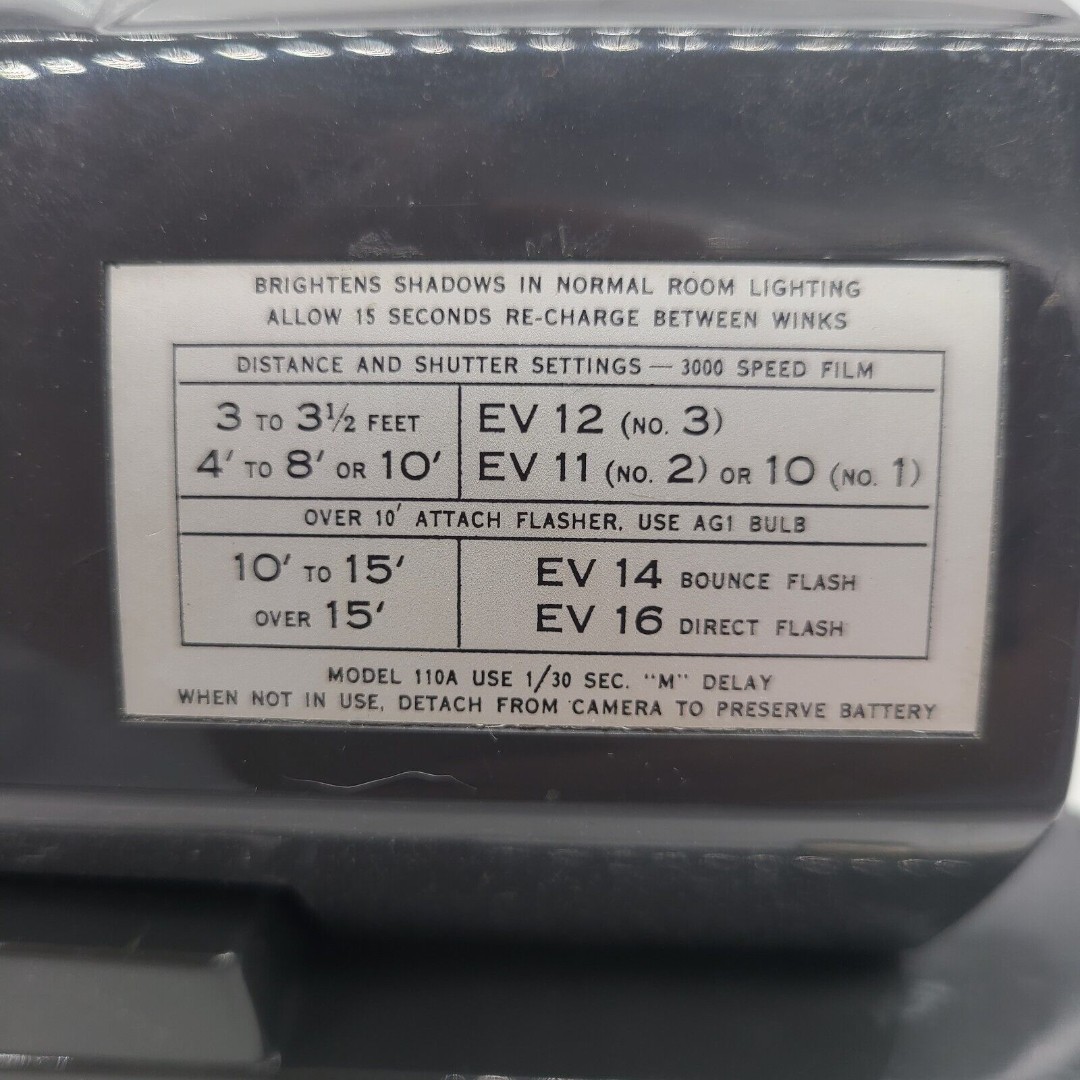 BRIGHTENS SHADOWS IN NORMAL ROOM LIGHTING
ALLOW 15 SECONDS RE-CHARGE BETWEEN WINKS
DISTANCE AND SHUTTER SETTINGS — 3000 SPEED FILM
3 TO 3½ FEET EV 12 (NO. 3)
4' TO 8' OR 10' EV 11 (NO. 2) OR 10 (NO. 1)
OVER 10' ATTACH FLASHER. USE AG1 BULB
10' TO 15' EV 14 BOUNCE FLASH
OVER 15' EV 16 DIRECT FLASH
MODEL 110A USE 1/30 SEC. "M" DELAY
WHEN NOT IN USE, DETACH FROM CAMERA TO PRESERVE BATTERY